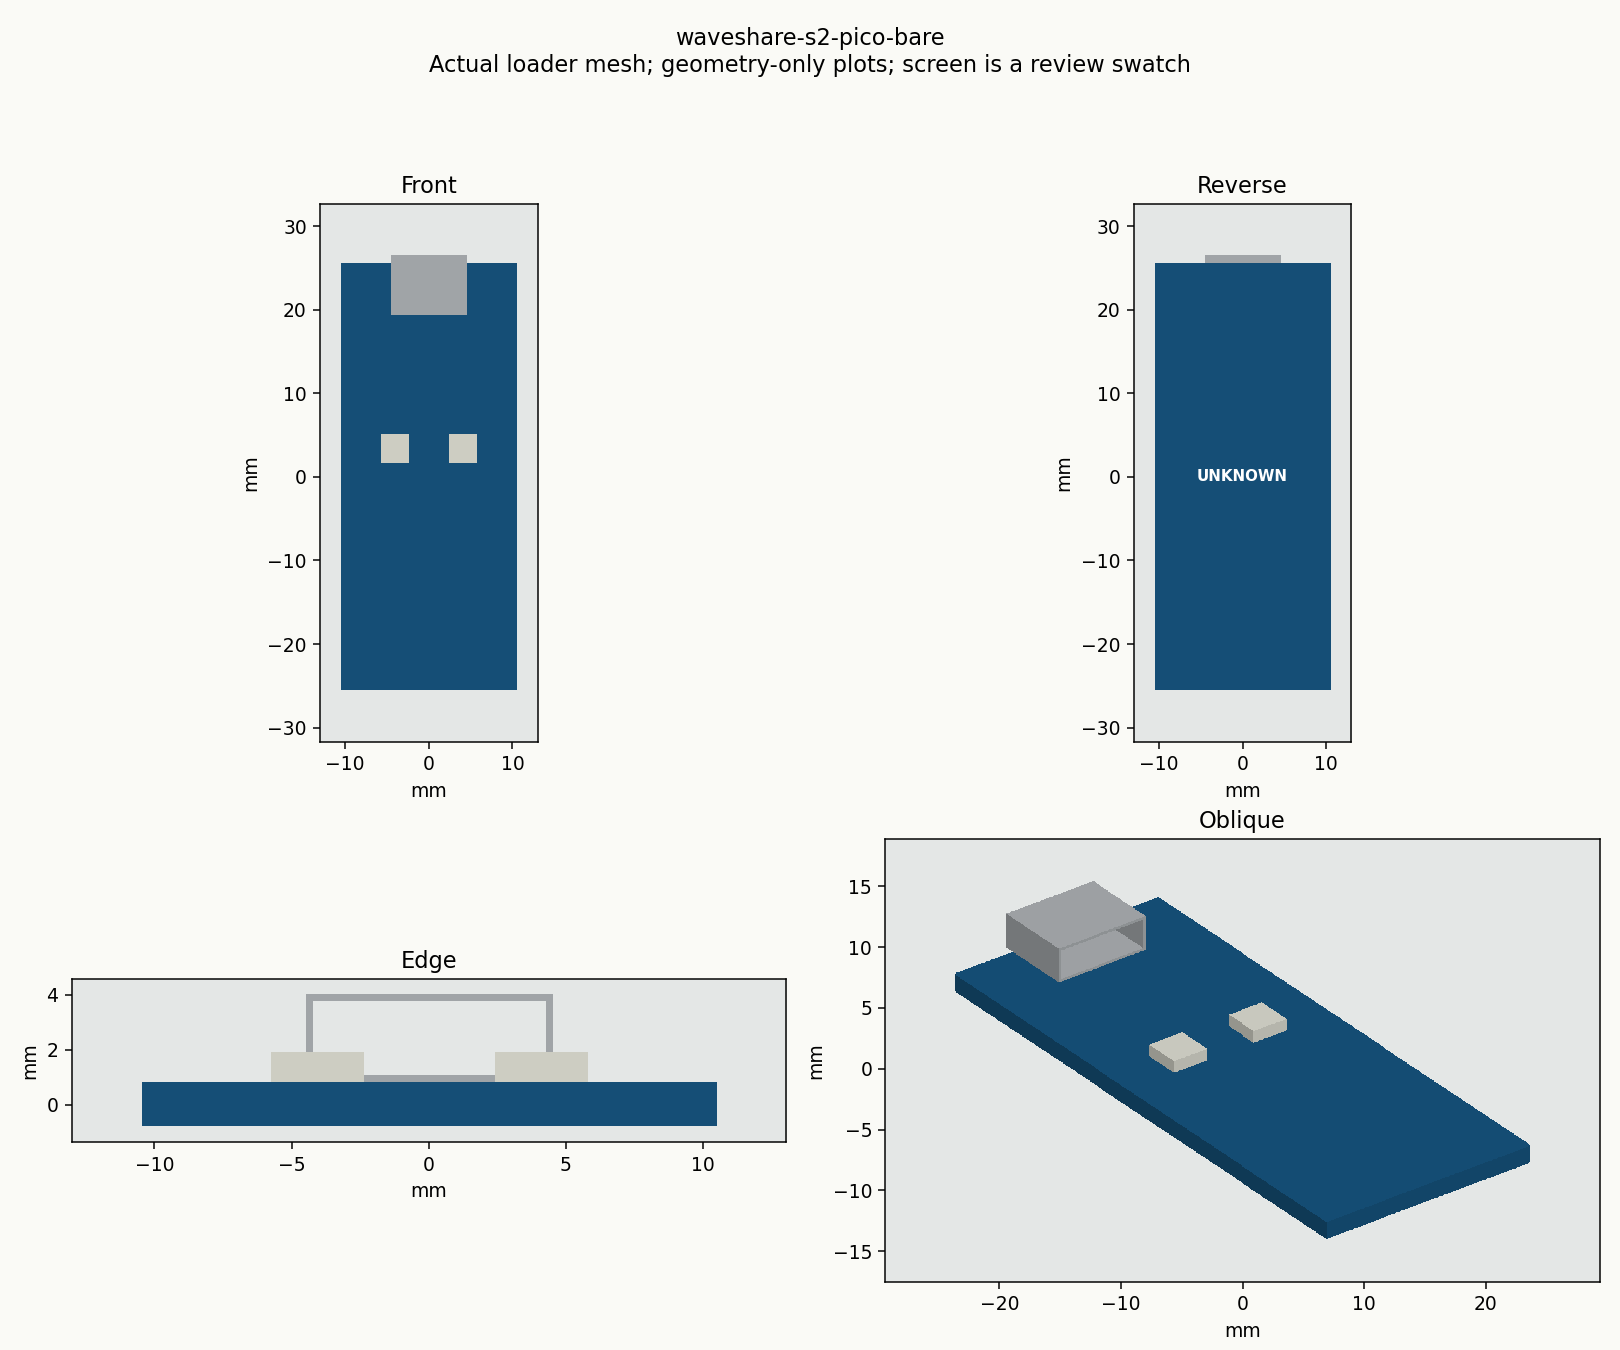 waveshare-s2-pico-bare
Actual loader mesh; geometry-only plots; screen is a review swatch
Front
30
20
10
0
−10
−20
−30
mm
−10 0 10
mm
Reverse
30
20
10
0
−10
−20
−30
mm
UNKNOWN
−10 0 10
mm
Edge
4
2
0
mm
−10 −5 0 5 10
mm
Oblique
15
10
5
0
−5
−10
−15
mm
−20 −10 0 10 20
mm